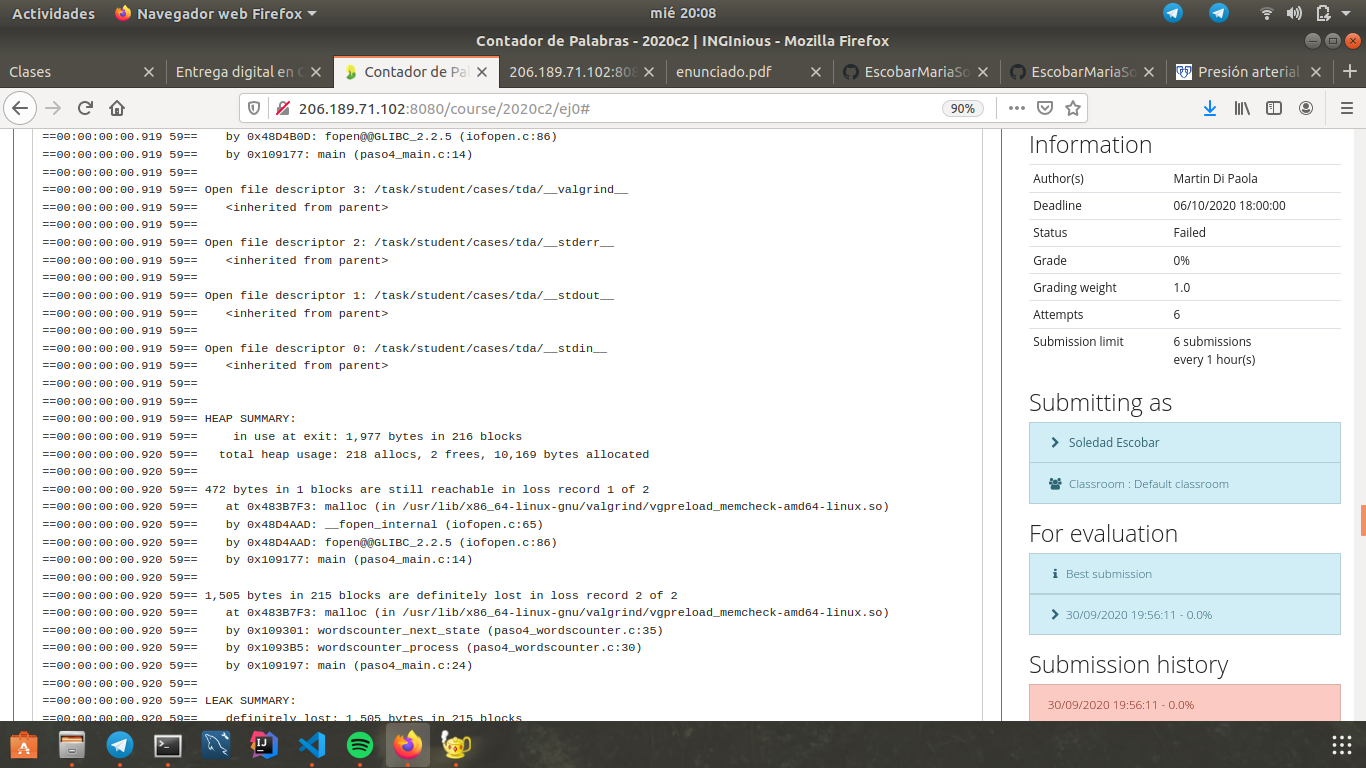 Actividades Navegador web Firefox mié 20:08
Contador de Palabras - 2020c2 | INGInious - Mozilla Firefox
Clases Entrega digital en Contador de Pal 206.189.71.102:808 enunciado.pdf EscobarMariaSo EscobarMariaSo Presión arterial
206.189.71.102:8080/course/2020c2/ej0# 90%
==00:00:00:00.919 59== by 0x48D4B0D: fopen@@GLIBC_2.2.5 (iofopen.c:86)
==00:00:00:00.919 59== by 0x109177: main (paso4_main.c:14)
==00:00:00:00.919 59==
==00:00:00:00.919 59== Open file descriptor 3: /task/student/cases/tda/__valgrind__
==00:00:00:00.919 59== <inherited from parent>
==00:00:00:00.919 59==
==00:00:00:00.919 59== Open file descriptor 2: /task/student/cases/tda/__stderr__
==00:00:00:00.919 59== <inherited from parent>
==00:00:00:00.919 59==
==00:00:00:00.919 59== Open file descriptor 1: /task/student/cases/tda/__stdout__
==00:00:00:00.919 59== <inherited from parent>
==00:00:00:00.919 59==
==00:00:00:00.919 59== Open file descriptor 0: /task/student/cases/tda/__stdin__
==00:00:00:00.919 59== <inherited from parent>
==00:00:00:00.919 59==
==00:00:00:00.919 59==
==00:00:00:00.919 59== HEAP SUMMARY:
==00:00:00:00.919 59== in use at exit: 1,977 bytes in 216 blocks
==00:00:00:00.920 59== total heap usage: 218 allocs, 2 frees, 10,169 bytes allocated
==00:00:00:00.920 59==
==00:00:00:00.920 59== 472 bytes in 1 blocks are still reachable in loss record 1 of 2
==00:00:00:00.920 59== at 0x483B7F3: malloc (in /usr/lib/x86_64-linux-gnu/valgrind/vgpreload_memcheck-amd64-linux.so)
==00:00:00:00.920 59== by 0x48D4AAD: __fopen_internal (iofopen.c:65)
==00:00:00:00.920 59== by 0x48D4AAD: fopen@@GLIBC_2.2.5 (iofopen.c:86)
==00:00:00:00.920 59== by 0x109177: main (paso4_main.c:14)
==00:00:00:00.920 59==
==00:00:00:00.920 59== 1,505 bytes in 215 blocks are definitely lost in loss record 2 of 2
==00:00:00:00.920 59== at 0x483B7F3: malloc (in /usr/lib/x86_64-linux-gnu/valgrind/vgpreload_memcheck-amd64-linux.so)
==00:00:00:00.920 59== by 0x109301: wordscounter_next_state (paso4_wordscounter.c:35)
==00:00:00:00.920 59== by 0x1093B5: wordscounter_process (paso4_wordscounter.c:30)
==00:00:00:00.920 59== by 0x109197: main (paso4_main.c:24)
==00:00:00:00.920 59==
==00:00:00:00.920 59== LEAK SUMMARY:
==00:00:00:00.920 59== definitely lost: 1,505 bytes in 215 blocks
Information
Author(s) Martin Di Paola
Deadline 06/10/2020 18:00:00
Status Failed
Grade 0%
Grading weight 1.0
Attempts 6
Submission limit 6 submissions
every 1 hour(s)
Submitting as
Soledad Escobar
Classroom : Default classroom
For evaluation
Best submission
30/09/2020 19:56:11 - 0.0%
Submission history
30/09/2020 19:56:11 - 0.0%